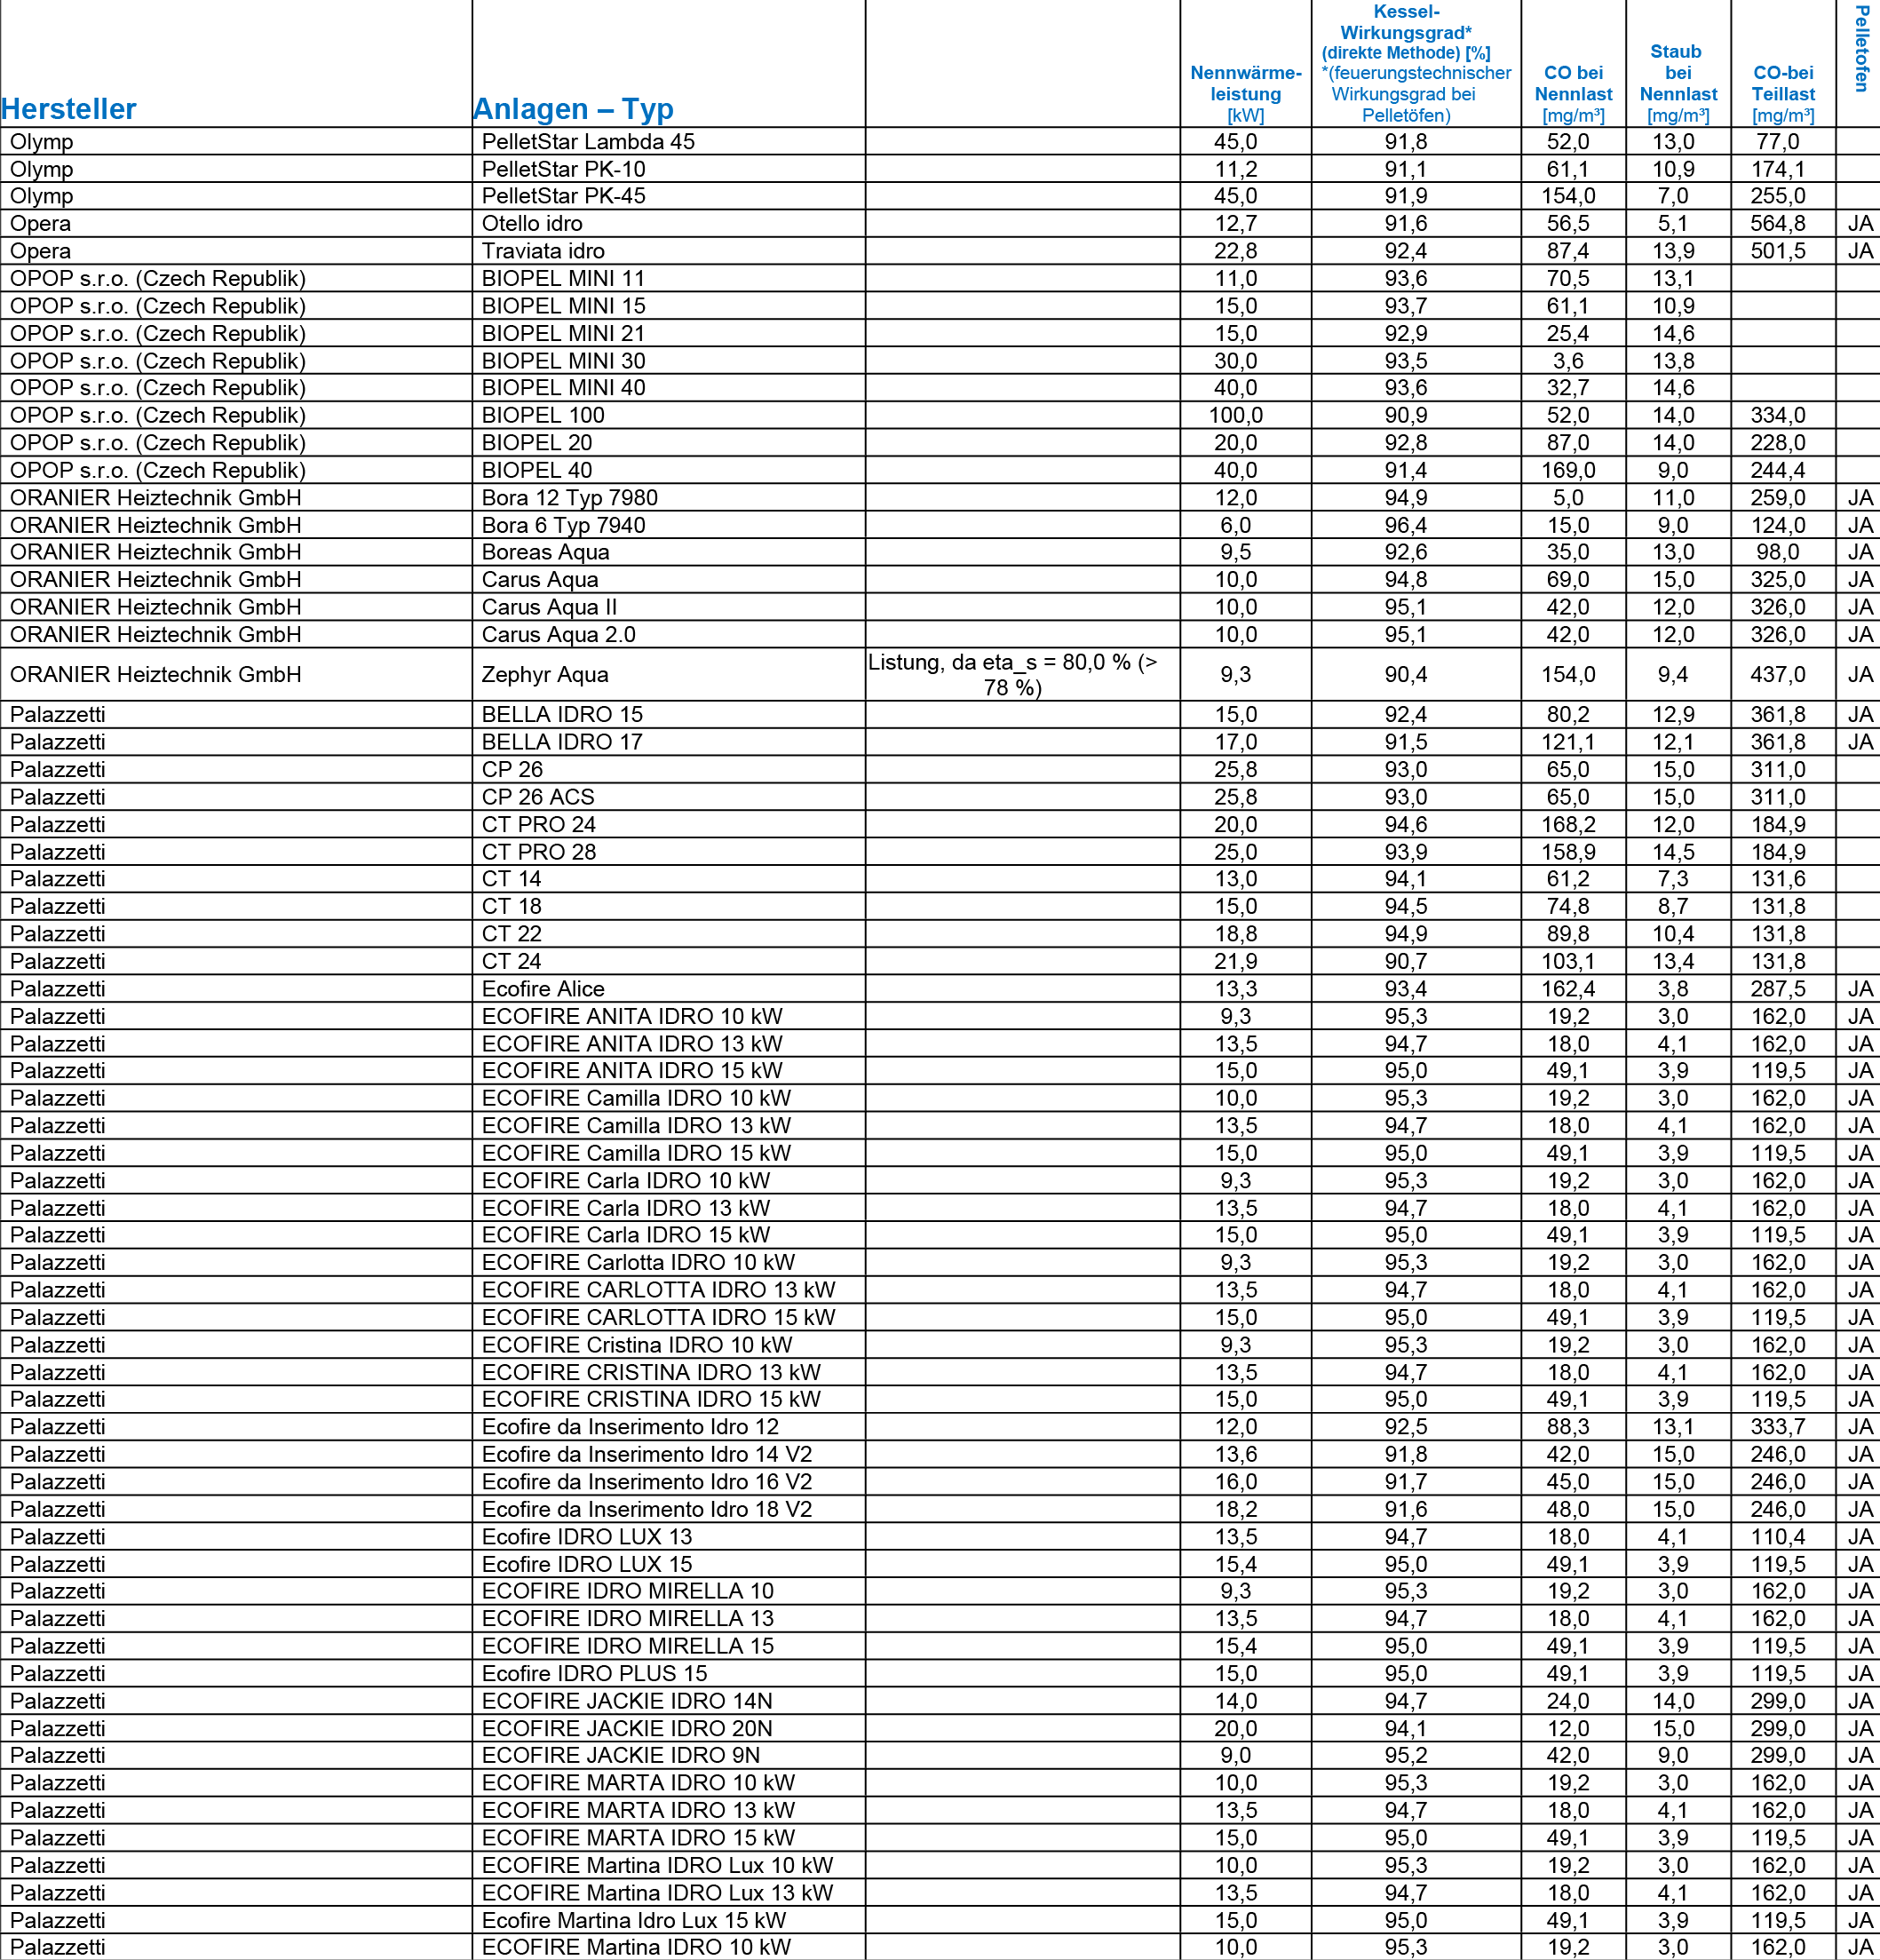 Hersteller Anlagen – Typ Nennwärme-leistung [kW] Kessel-Wirkungsgrad* (direkte Methode) [%] *(feuerungstechnischer Wirkungsgrad bei Pelletöfen) CO bei Nennlast [mg/m³] Staub bei Nennlast [mg/m³] CO-bei Teillast [mg/m³] Pelletofen
Olymp PelletStar Lambda 45 45,0 91,8 52,0 13,0 77,0
Olymp PelletStar PK-10 11,2 91,1 61,1 10,9 174,1
Olymp PelletStar PK-45 45,0 91,9 154,0 7,0 255,0
Opera Otello idro 12,7 91,6 56,5 5,1 564,8 JA
Opera Traviata idro 22,8 92,4 87,4 13,9 501,5 JA
OPOP s.r.o. (Czech Republik) BIOPEL MINI 11 11,0 93,6 70,5 13,1
OPOP s.r.o. (Czech Republik) BIOPEL MINI 15 15,0 93,7 61,1 10,9
OPOP s.r.o. (Czech Republik) BIOPEL MINI 21 15,0 92,9 25,4 14,6
OPOP s.r.o. (Czech Republik) BIOPEL MINI 30 30,0 93,5 3,6 13,8
OPOP s.r.o. (Czech Republik) BIOPEL MINI 40 40,0 93,6 32,7 14,6
OPOP s.r.o. (Czech Republik) BIOPEL 100 100,0 90,9 52,0 14,0 334,0
OPOP s.r.o. (Czech Republik) BIOPEL 20 20,0 92,8 87,0 14,0 228,0
OPOP s.r.o. (Czech Republik) BIOPEL 40 40,0 91,4 169,0 9,0 244,4
ORANIER Heiztechnik GmbH Bora 12 Typ 7980 12,0 94,9 5,0 11,0 259,0 JA
ORANIER Heiztechnik GmbH Bora 6 Typ 7940 6,0 96,4 15,0 9,0 124,0 JA
ORANIER Heiztechnik GmbH Boreas Aqua 9,5 92,6 35,0 13,0 98,0 JA
ORANIER Heiztechnik GmbH Carus Aqua 10,0 94,8 69,0 15,0 325,0 JA
ORANIER Heiztechnik GmbH Carus Aqua II 10,0 95,1 42,0 12,0 326,0 JA
ORANIER Heiztechnik GmbH Carus Aqua 2.0 10,0 95,1 42,0 12,0 326,0 JA
ORANIER Heiztechnik GmbH Zephyr Aqua Listung, da eta_s = 80,0 % (> 78 %) 9,3 90,4 154,0 9,4 437,0 JA
Palazzetti BELLA IDRO 15 15,0 92,4 80,2 12,9 361,8 JA
Palazzetti BELLA IDRO 17 17,0 91,5 121,1 12,1 361,8 JA
Palazzetti CP 26 25,8 93,0 65,0 15,0 311,0
Palazzetti CP 26 ACS 25,8 93,0 65,0 15,0 311,0
Palazzetti CT PRO 24 20,0 94,6 168,2 12,0 184,9
Palazzetti CT PRO 28 25,0 93,9 158,9 14,5 184,9
Palazzetti CT 14 13,0 94,1 61,2 7,3 131,6
Palazzetti CT 18 15,0 94,5 74,8 8,7 131,8
Palazzetti CT 22 18,8 94,9 89,8 10,4 131,8
Palazzetti CT 24 21,9 90,7 103,1 13,4 131,8
Palazzetti Ecofire Alice 13,3 93,4 162,4 3,8 287,5 JA
Palazzetti ECOFIRE ANITA IDRO 10 kW 9,3 95,3 19,2 3,0 162,0 JA
Palazzetti ECOFIRE ANITA IDRO 13 kW 13,5 94,7 18,0 4,1 162,0 JA
Palazzetti ECOFIRE ANITA IDRO 15 kW 15,0 95,0 49,1 3,9 119,5 JA
Palazzetti ECOFIRE Camilla IDRO 10 kW 10,0 95,3 19,2 3,0 162,0 JA
Palazzetti ECOFIRE Camilla IDRO 13 kW 13,5 94,7 18,0 4,1 162,0 JA
Palazzetti ECOFIRE Camilla IDRO 15 kW 15,0 95,0 49,1 3,9 119,5 JA
Palazzetti ECOFIRE Carla IDRO 10 kW 9,3 95,3 19,2 3,0 162,0 JA
Palazzetti ECOFIRE Carla IDRO 13 kW 13,5 94,7 18,0 4,1 162,0 JA
Palazzetti ECOFIRE Carla IDRO 15 kW 15,0 95,0 49,1 3,9 119,5 JA
Palazzetti ECOFIRE Carlotta IDRO 10 kW 9,3 95,3 19,2 3,0 162,0 JA
Palazzetti ECOFIRE CARLOTTA IDRO 13 kW 13,5 94,7 18,0 4,1 162,0 JA
Palazzetti ECOFIRE CARLOTTA IDRO 15 kW 15,0 95,0 49,1 3,9 119,5 JA
Palazzetti ECOFIRE Cristina IDRO 10 kW 9,3 95,3 19,2 3,0 162,0 JA
Palazzetti ECOFIRE CRISTINA IDRO 13 kW 13,5 94,7 18,0 4,1 162,0 JA
Palazzetti ECOFIRE CRISTINA IDRO 15 kW 15,0 95,0 49,1 3,9 119,5 JA
Palazzetti Ecofire da Inserimento Idro 12 12,0 92,5 88,3 13,1 333,7 JA
Palazzetti Ecofire da Inserimento Idro 14 V2 13,6 91,8 42,0 15,0 246,0 JA
Palazzetti Ecofire da Inserimento Idro 16 V2 16,0 91,7 45,0 15,0 246,0 JA
Palazzetti Ecofire da Inserimento Idro 18 V2 18,2 91,6 48,0 15,0 246,0 JA
Palazzetti Ecofire IDRO LUX 13 13,5 94,7 18,0 4,1 110,4 JA
Palazzetti Ecofire IDRO LUX 15 15,4 95,0 49,1 3,9 119,5 JA
Palazzetti ECOFIRE IDRO MIRELLA 10 9,3 95,3 19,2 3,0 162,0 JA
Palazzetti ECOFIRE IDRO MIRELLA 13 13,5 94,7 18,0 4,1 162,0 JA
Palazzetti ECOFIRE IDRO MIRELLA 15 15,4 95,0 49,1 3,9 119,5 JA
Palazzetti Ecofire IDRO PLUS 15 15,0 95,0 49,1 3,9 119,5 JA
Palazzetti ECOFIRE JACKIE IDRO 14N 14,0 94,7 24,0 14,0 299,0 JA
Palazzetti ECOFIRE JACKIE IDRO 20N 20,0 94,1 12,0 15,0 299,0 JA
Palazzetti ECOFIRE JACKIE IDRO 9N 9,0 95,2 42,0 9,0 299,0 JA
Palazzetti ECOFIRE MARTA IDRO 10 kW 10,0 95,3 19,2 3,0 162,0 JA
Palazzetti ECOFIRE MARTA IDRO 13 kW 13,5 94,7 18,0 4,1 162,0 JA
Palazzetti ECOFIRE MARTA IDRO 15 kW 15,0 95,0 49,1 3,9 119,5 JA
Palazzetti ECOFIRE Martina IDRO Lux 10 kW 10,0 95,3 19,2 3,0 162,0 JA
Palazzetti ECOFIRE Martina IDRO Lux 13 kW 13,5 94,7 18,0 4,1 162,0 JA
Palazzetti Ecofire Martina Idro Lux 15 kW 15,0 95,0 49,1 3,9 119,5 JA
Palazzetti ECOFIRE Martina IDRO 10 kW 10,0 95,3 19,2 3,0 162,0 JA